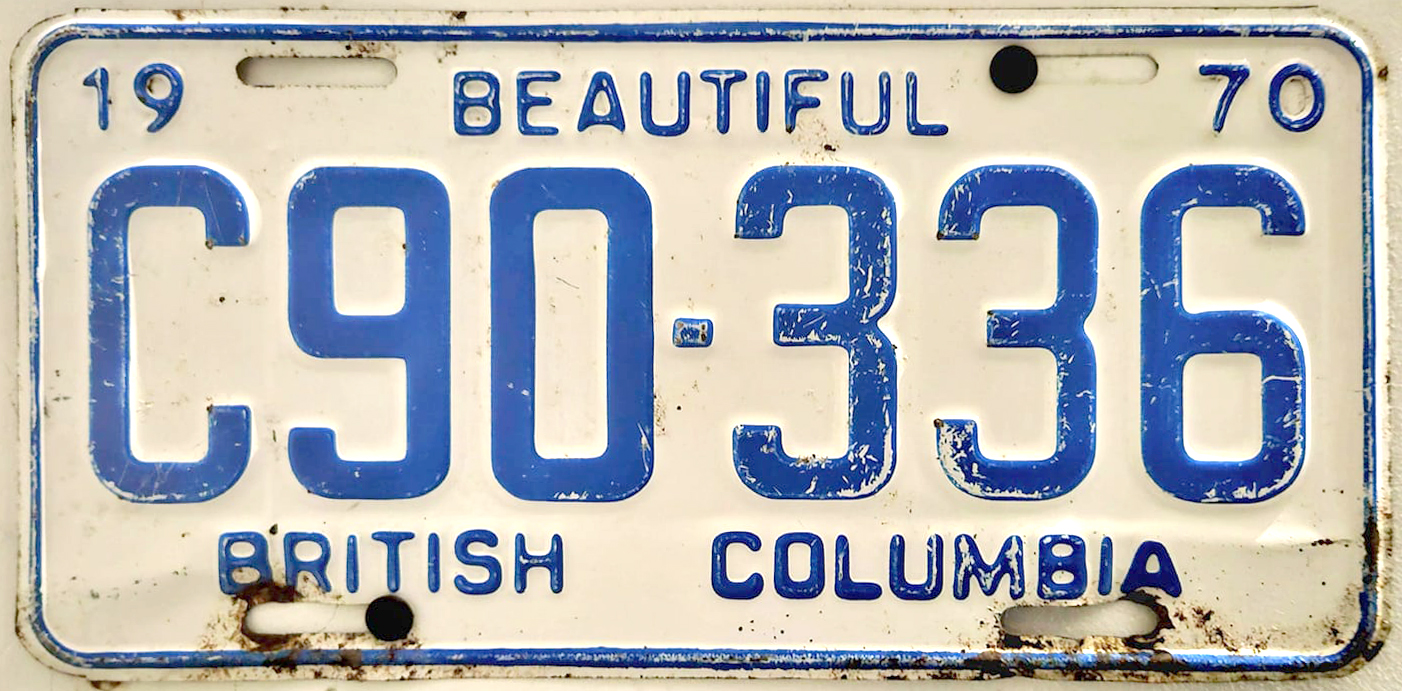 19 BEAUTIFUL 70
C90-336
BRITISH COLUMBIA